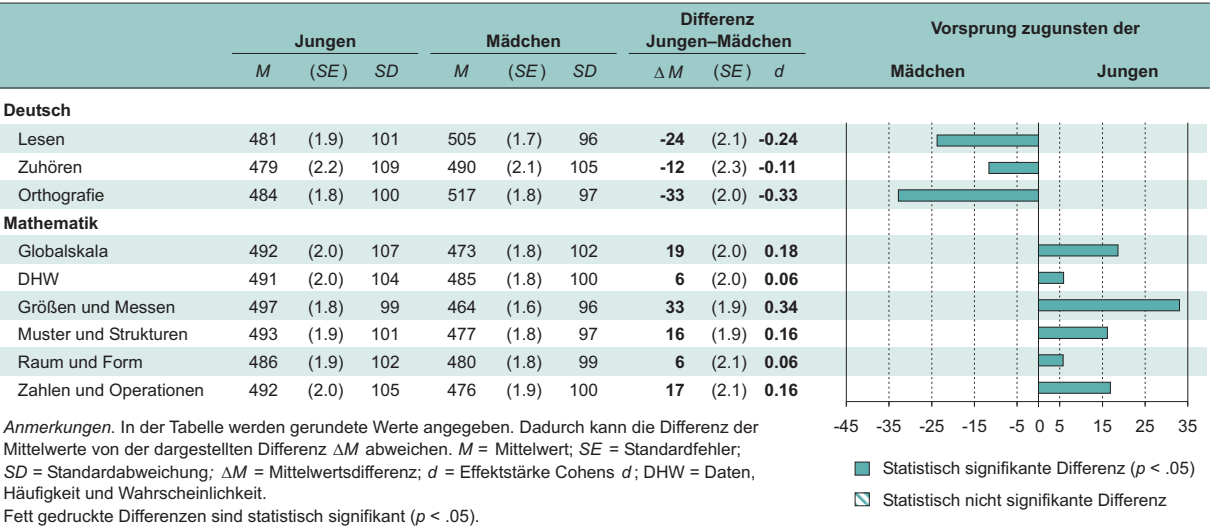 Jungen Mädchen Differenz Jungen–Mädchen Vorsprung zugunsten der
M (SE) SD M (SE) SD Δ M (SE) d Mädchen Jungen
Deutsch
Lesen 481 (1.9) 101 505 (1.7) 96 -24 (2.1) -0.24
Zuhören 479 (2.2) 109 490 (2.1) 105 -12 (2.3) -0.11
Orthografie 484 (1.8) 100 517 (1.8) 97 -33 (2.0) -0.33
Mathematik
Globalskala 492 (2.0) 107 473 (1.8) 102 19 (2.0) 0.18
DHW 491 (2.0) 104 485 (1.8) 100 6 (2.0) 0.06
Größen und Messen 497 (1.8) 99 464 (1.6) 96 33 (1.9) 0.34
Muster und Strukturen 493 (1.9) 101 477 (1.8) 97 16 (1.9) 0.16
Raum und Form 486 (1.9) 102 480 (1.8) 99 6 (2.1) 0.06
Zahlen und Operationen 492 (2.0) 105 476 (1.9) 100 17 (2.1) 0.16
-45 -35 -25 -15 -5 0 5 15 25 35
Anmerkungen. In der Tabelle werden gerundete Werte angegeben. Dadurch kann die Differenz der
Mittelwerte von der dargestellten Differenz ΔM abweichen. M = Mittelwert; SE = Standardfehler;
SD = Standardabweichung; ΔM = Mittelwertsdifferenz; d = Effektstärke Cohens d; DHW = Daten,
Häufigkeit und Wahrscheinlichkeit.
Fett gedruckte Differenzen sind statistisch signifikant (p < .05).
Statistisch signifikante Differenz (p < .05)
Statistisch nicht signifikante Differenz